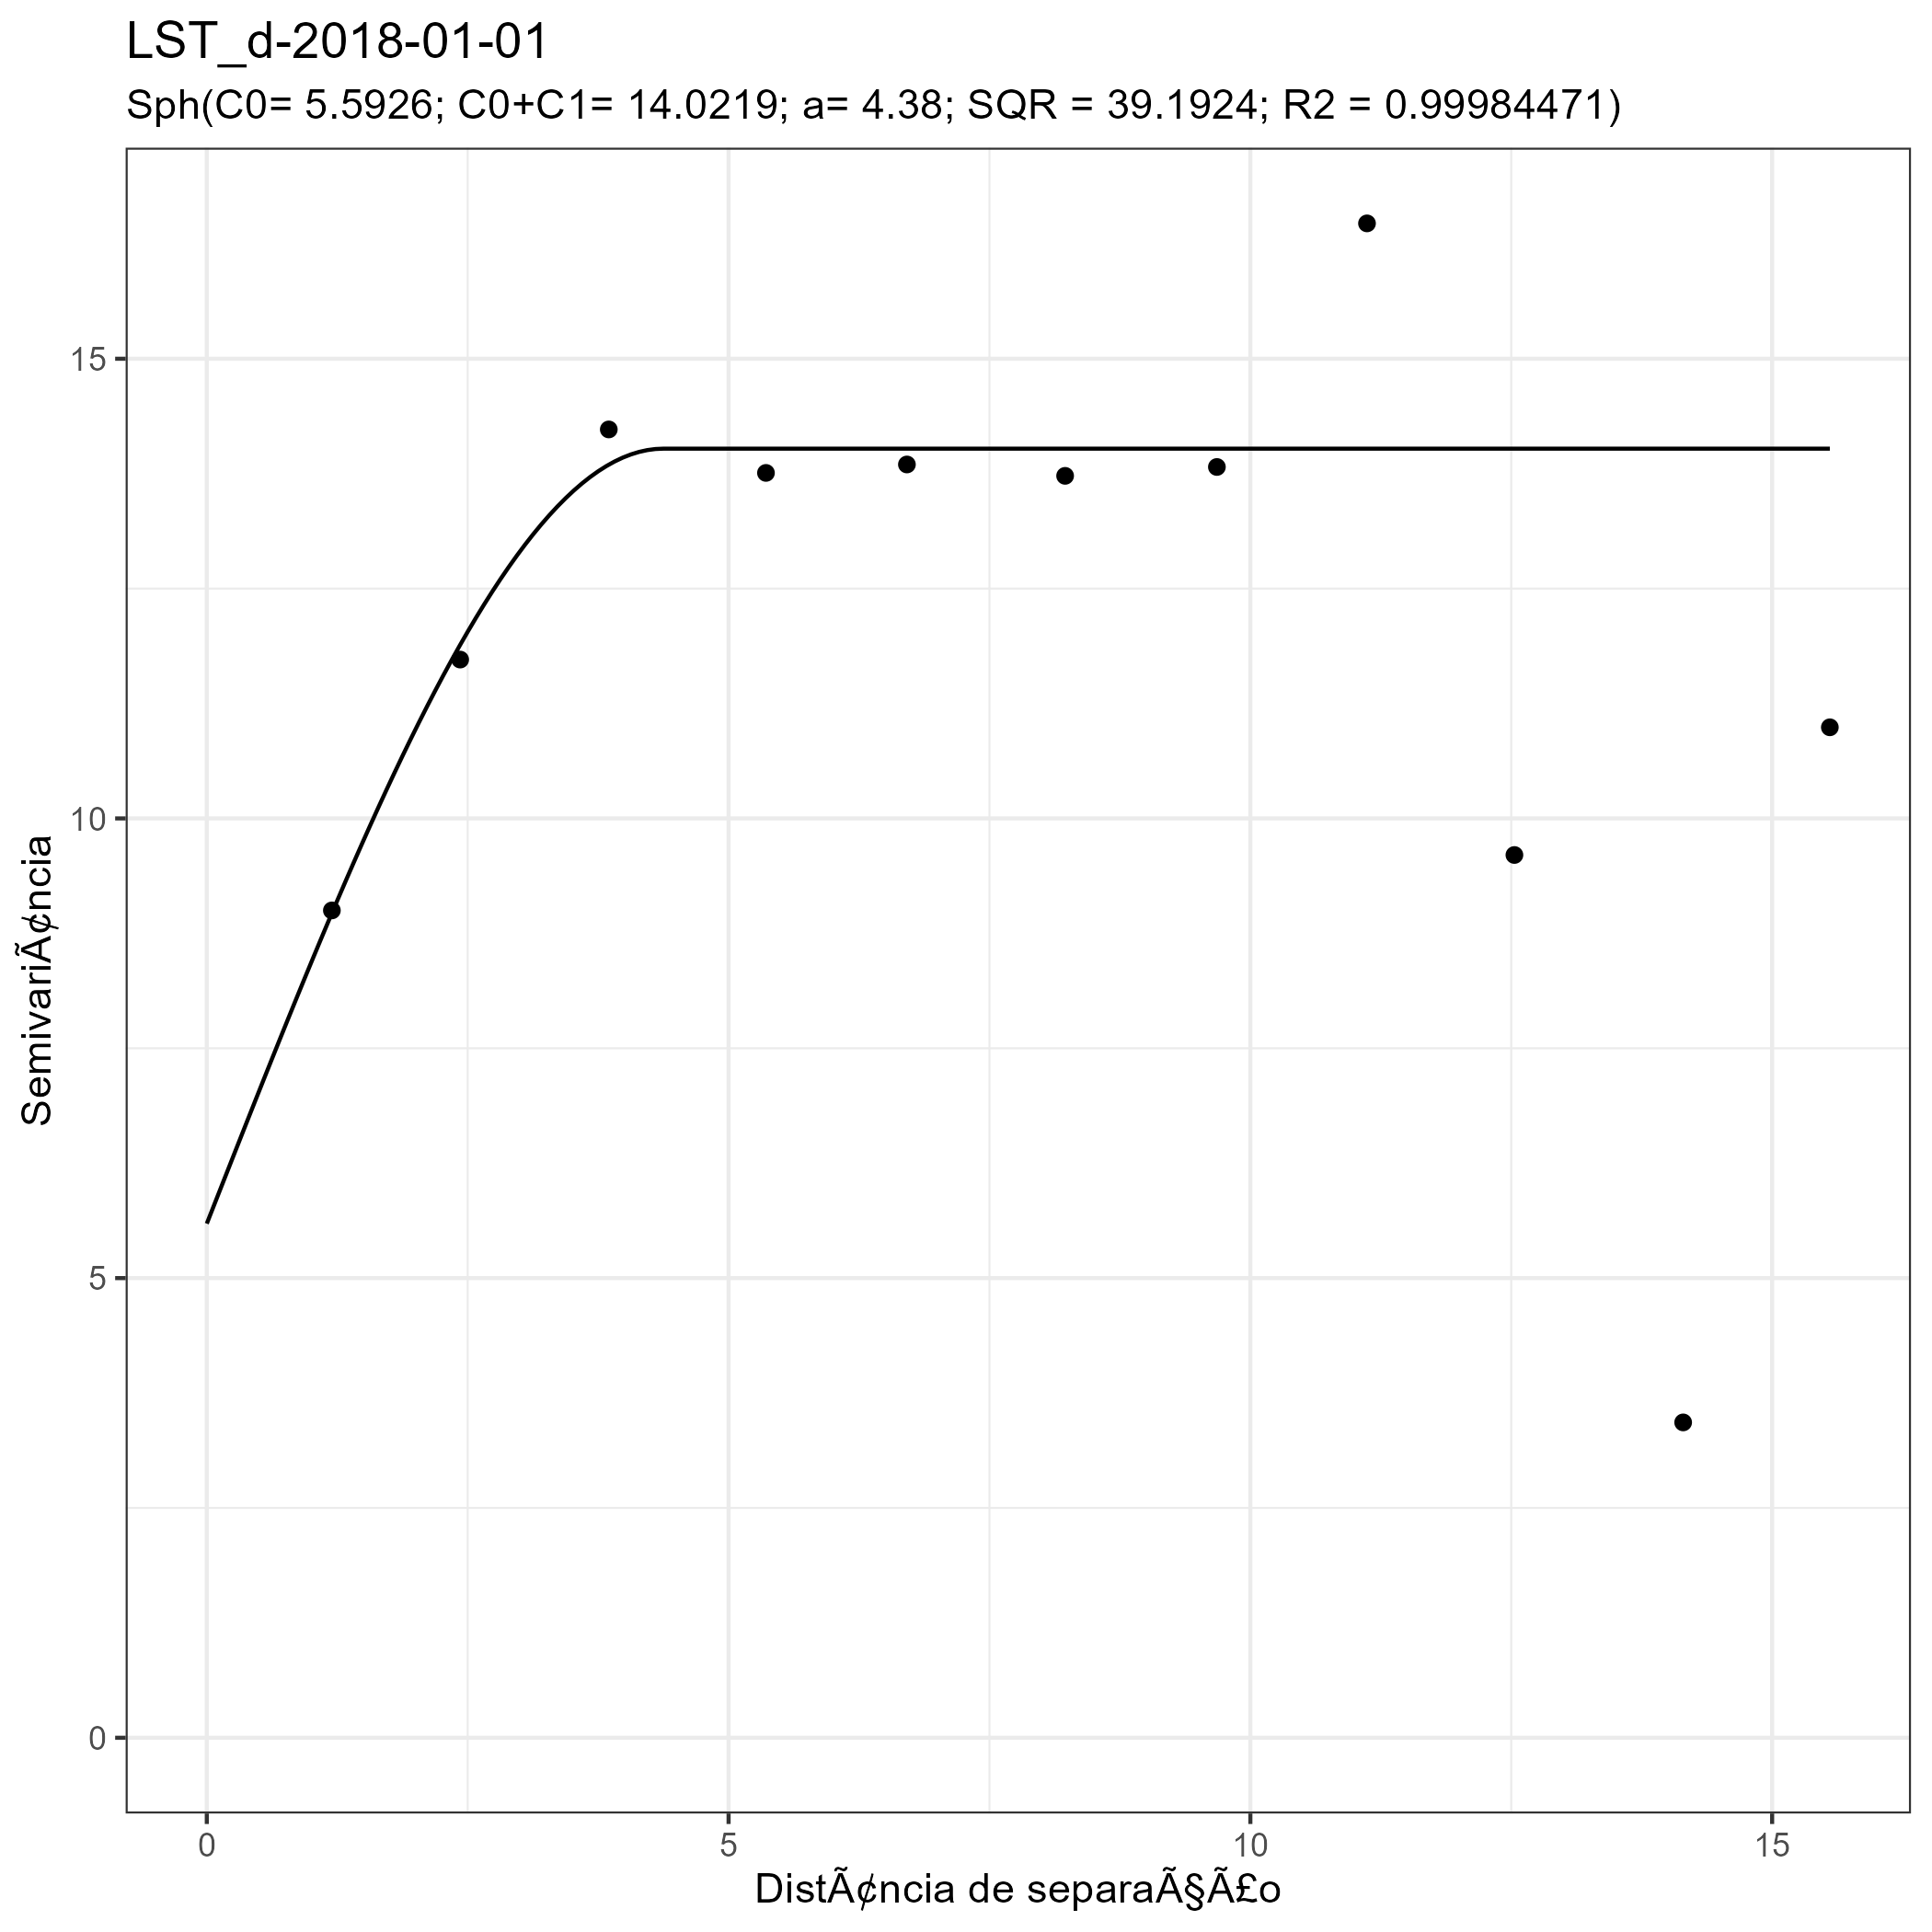 LST_d-2018-01-01
Sph(C0= 5.5926; C0+C1= 14.0219; a= 4.38; SQR = 39.1924; R2 = 0.99984471)
15
10
5
0
SemivariÃ¢ncia
0
5
10
15
DistÃ¢ncia de separaÃ§Ã£o